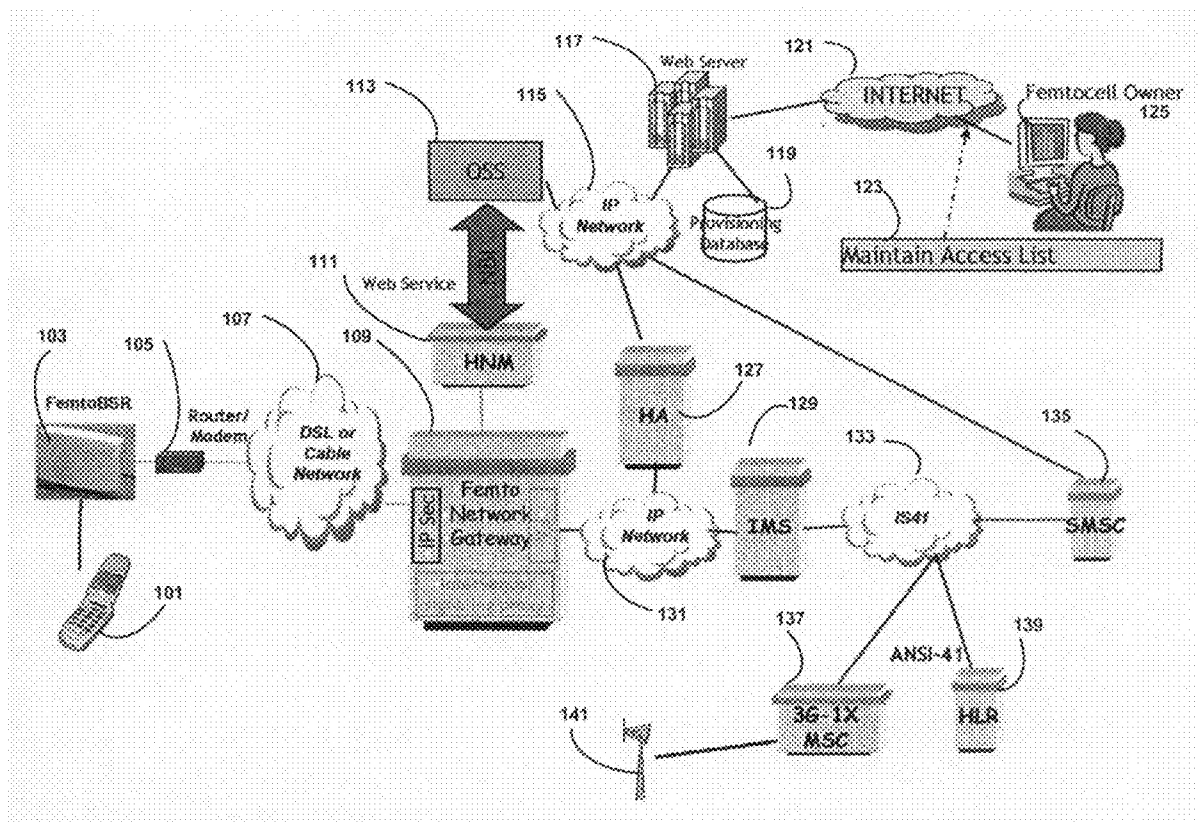 117
Web Server
121
INTERNET
Femtocell Owner
125
113
115
OSS
119
IP
Network
Provisioning
Database
123
Maintain Access List
111
Web Service
103
105
107
109
HNM
FemtoBSR
Router/
Modem
DSL or
Cable
Network
HA
127
129
133
135
IP Sec
Femto
Network
Gateway
IP
Network
IMS
IS41
SMSC
101
131
137
139
ANSI-41
141
3G-1X
MSC
HLR